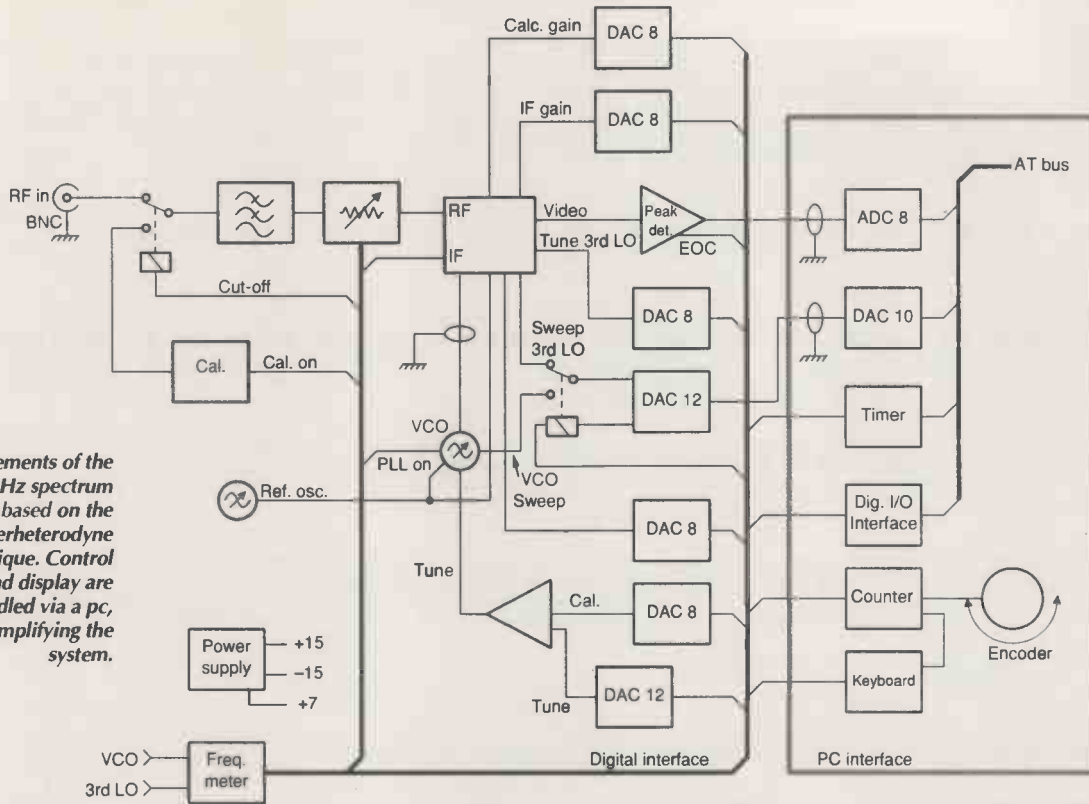 Calc. gain
DAC 8
IF gain
DAC 8
AT bus
RF in
BNC
RF
Video
Peak det.
ADC 8
Tune 3rd LO
EOC
IF
Cut-off
DAC 8
DAC 10
Sweep
3rd LO
Cal.
Cal. on
DAC 12
Timer
VCO
PLL on
VCO
Sweep
ements of the
Hz spectrum
based on the
erheterodyne
ique. Control
nd display are
dled via a pc,
mplifying the
system.
Ref. osc.
DAC 8
Dig. I/O
Interface
Tune
Cal.
DAC 8
Counter
Encoder
Power
supply
+15
–15
+7
Tune
DAC 12
Keyboard
VCO
3rd LO
Freq.
meter
Digital interface
PC interface